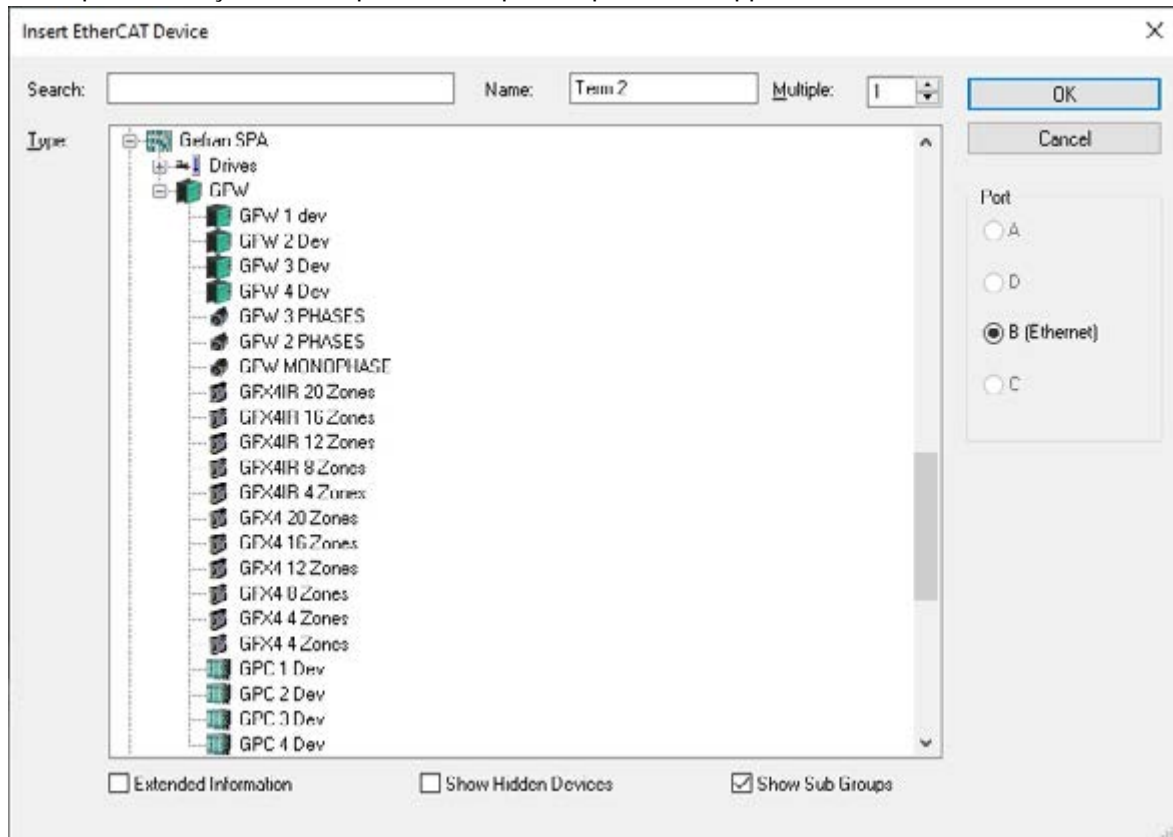 Insert EtherCAT Device
Search:
Name: Term 2
Multiple: 1
OK
Type:
Cancel
Gefran SPA
Drives
GFW
GFW 1 dev
GFW 2 Dev
GFW 3 Dev
GFW 4 Dev
GFW 3 PHASES
GFW 2 PHASES
GFW MONOPHASE
GFX4IR 20 Zones
GFX4IR 16 Zones
GFX4IR 12 Zones
GFX4IR 8 Zones
GFX4IR 4 Zones
GFX4 20 Zones
GFX4 16 Zones
GFX4 12 Zones
GFX4 8 Zones
GFX4 4 Zones
GFX4 4 Zones
GPC 1 Dev
GPC 2 Dev
GPC 3 Dev
GPC 4 Dev
Port
A
D
B (Ethernet)
C
Extended Information
Show Hidden Devices
Show Sub Groups